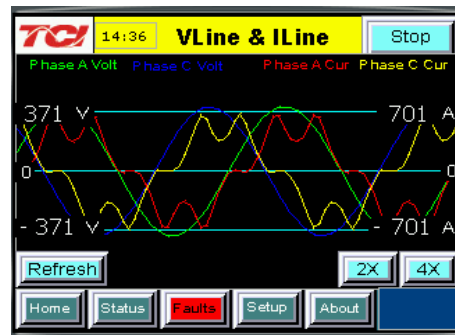 TCI 14:36 VLine & ILine Stop
Phase A Volt Phase C Volt Phase A Cur Phase C Cur
371 V 701 A
0 0
- 371 V - 701 A
Refresh 2X 4X
Home Status Faults Setup About